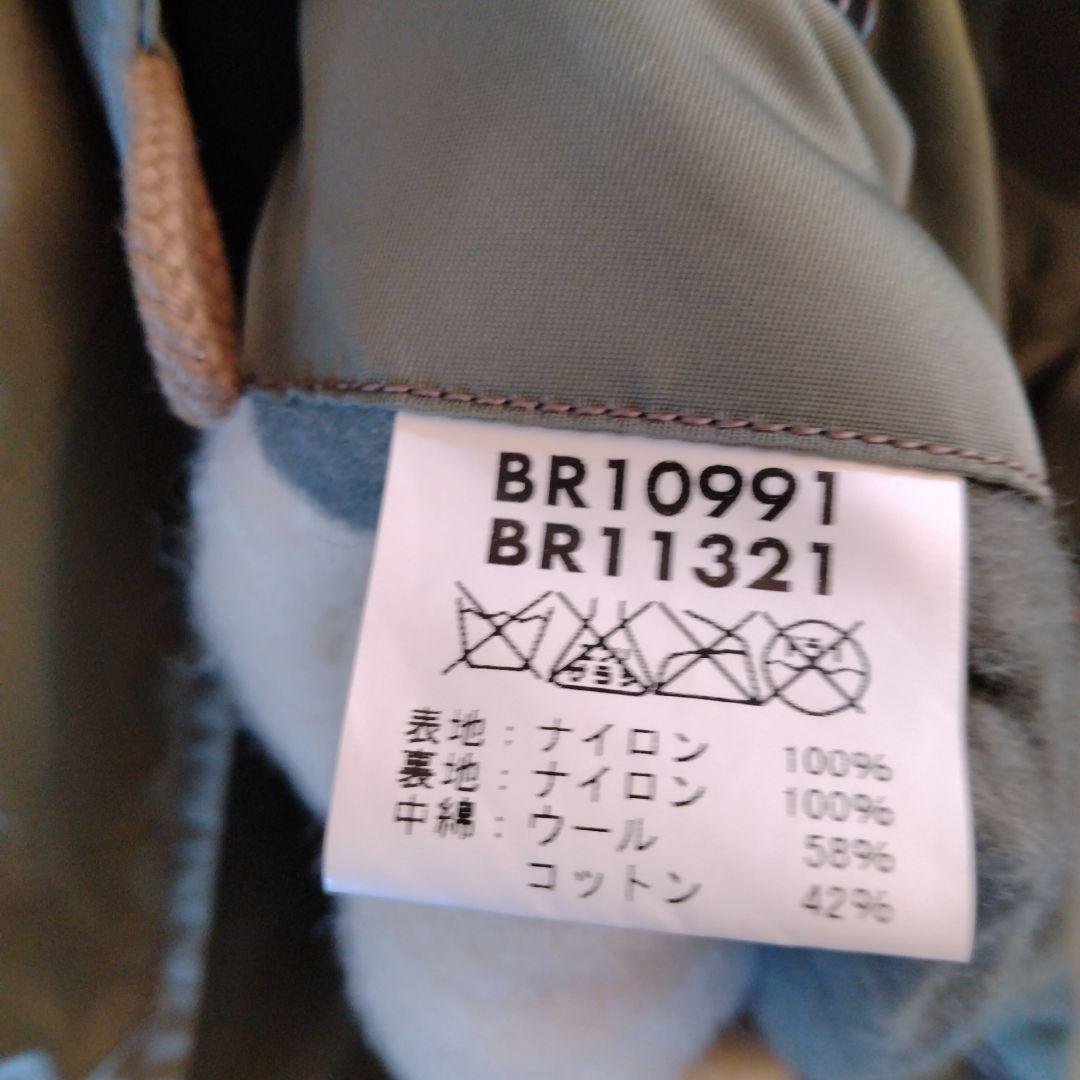 BR10991
BR11321
表地：ナイロン 100%
裏地：ナイロン 100%
中綿：ウール 58%
コットン 42%